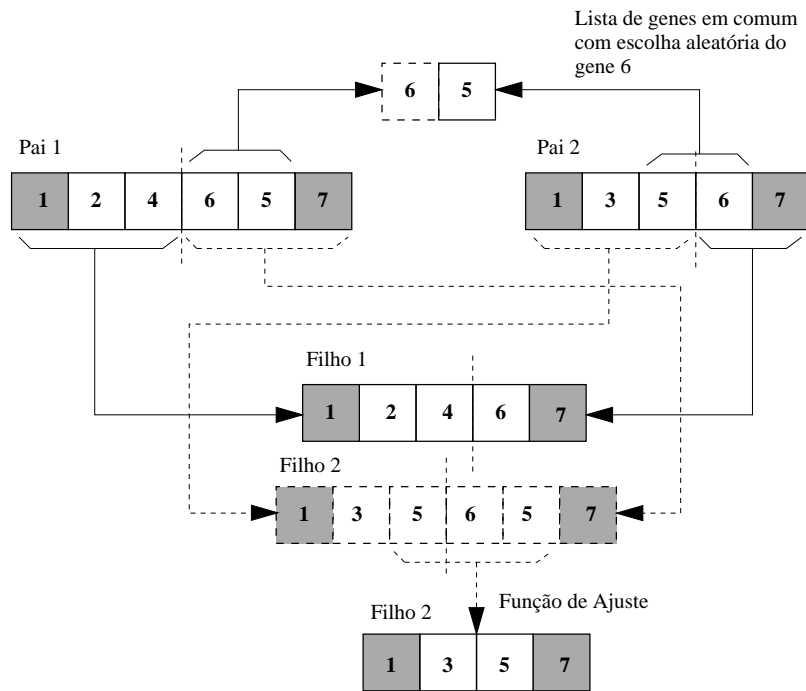 Lista de genes em comum
com escolha aleatória do
gene 6
6 5
Pai 1
Pai 2
1 2 4 6 5 7
1 3 5 6 7
Filho 1
1 2 4 6 7
Filho 2
1 3 5 6 5 7
Função de Ajuste
Filho 2
1 3 5 7